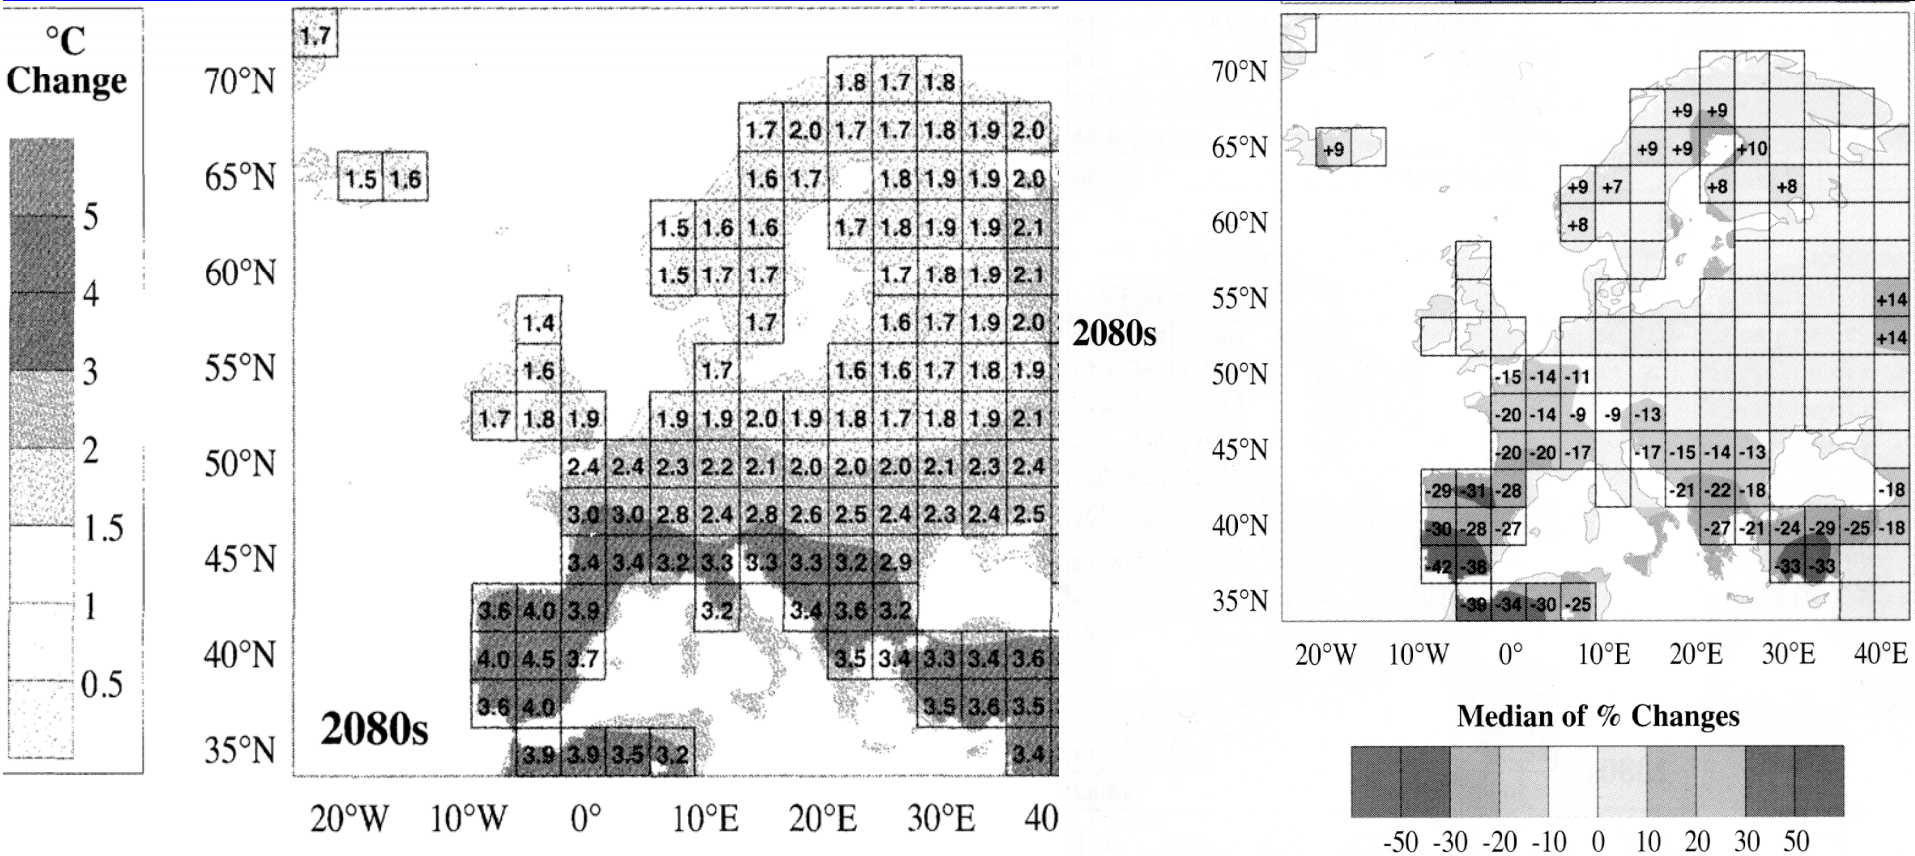 °C
Change
5
4
3
2
1.5
1
0.5
70°N
65°N
60°N
55°N
50°N
45°N
40°N
35°N
1.7
1.8 1.7 1.8
1.7 2.0 1.7 1.7 1.8 1.9 2.0
1.5 1.6 1.6 1.7 1.8 1.9 1.9 2.0
1.5 1.6 1.6 1.7 1.8 1.9 1.9 2.1
1.5 1.7 1.7 1.7 1.8 1.9 2.1
1.4 1.7 1.6 1.7 1.9 2.0
1.6 1.7 1.6 1.6 1.7 1.8 1.9
1.7 1.8 1.9 1.9 1.9 2.0 1.9 1.8 1.7 1.8 1.9 2.1
2.4 2.4 2.3 2.2 2.1 2.0 2.0 2.0 2.1 2.3 2.4
3.0 3.0 2.8 2.4 2.8 2.6 2.5 2.4 2.3 2.4 2.5
3.4 3.4 3.2 3.3 3.3 3.3 3.2 2.9
3.6 4.0 3.9 3.2 3.4 3.6 3.2
4.0 4.5 3.7 3.5 3.4 3.3 3.4 3.6
3.6 4.0 3.5 3.6 3.5
3.9 3.9 3.5 3.2 3.4
2080s
20°W 10°W 0° 10°E 20°E 30°E 40
2080s
70°N
65°N
60°N
55°N
50°N
45°N
40°N
35°N
+9 +9
+9 +9 +9 +10
+9 +7 +8 +8
+8
+14
+14
-15 -14 -11
-20 -14 -9 -9 -13
-20 -20 -17 -17 -15 -14 -13
-29 -31 -28 -21 -22 -18 -18
-30 -28 -27 -27 -21 -24 -29 -25 -18
-42 -38 -33 -33
-39 -34 -30 -25
20°W 10°W 0° 10°E 20°E 30°E 40°E
Median of % Changes
-50 -30 -20 -10 0 10 20 30 50